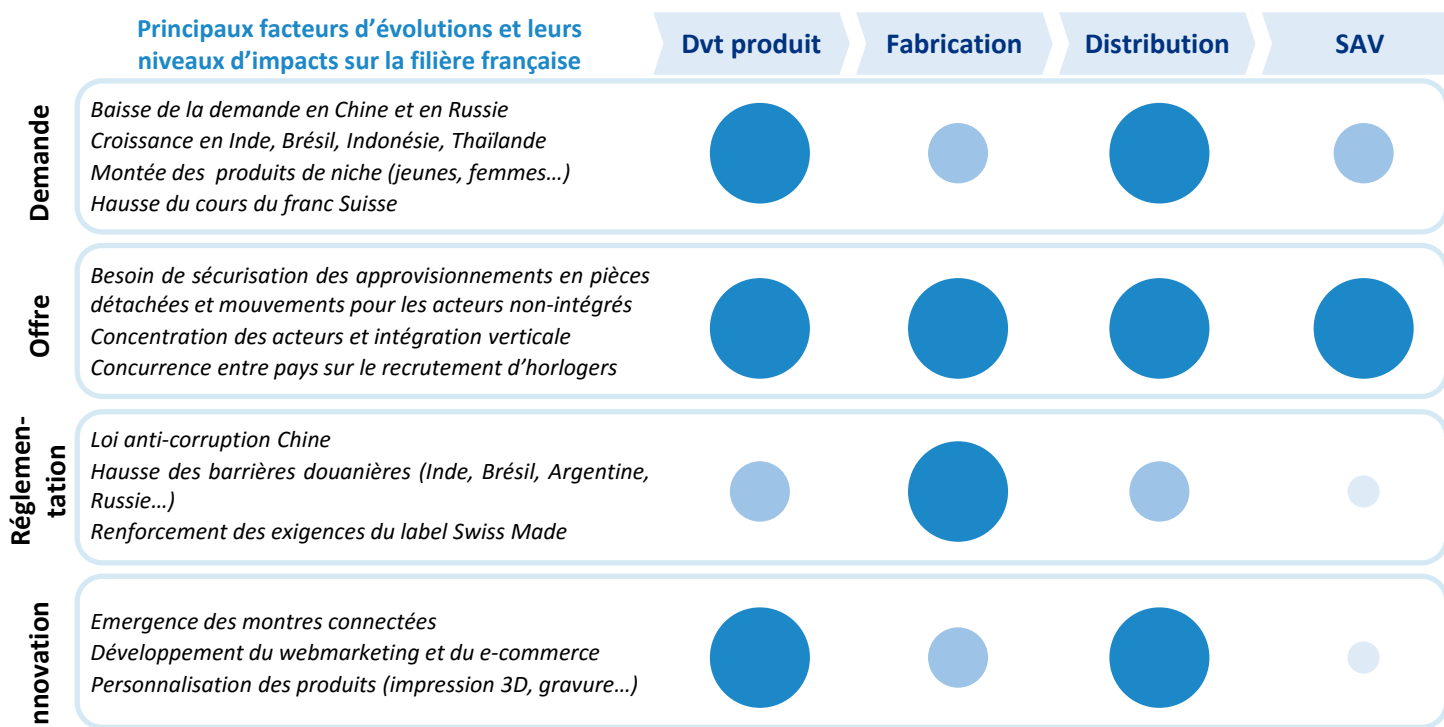 Principaux facteurs d'évolutions et leurs
niveaux d'impacts sur la filière française
Dvt produit
Fabrication
Distribution
SAV
Demande
Baisse de la demande en Chine et en Russie
Croissance en Inde, Brésil, Indonésie, Thaïlande
Montée des produits de niche (jeunes, femmes…)
Hausse du cours du franc Suisse
Offre
Besoin de sécurisation des approvisionnements en pièces
détachées et mouvements pour les acteurs non-intégrés
Concentration des acteurs et intégration verticale
Concurrence entre pays sur le recrutement d'horlogers
Réglemen-
tation
Loi anti-corruption Chine
Hausse des barrières douanières (Inde, Brésil, Argentine,
Russie…)
Renforcement des exigences du label Swiss Made
nnovation
Emergence des montres connectées
Développement du webmarketing et du e-commerce
Personnalisation des produits (impression 3D, gravure…)